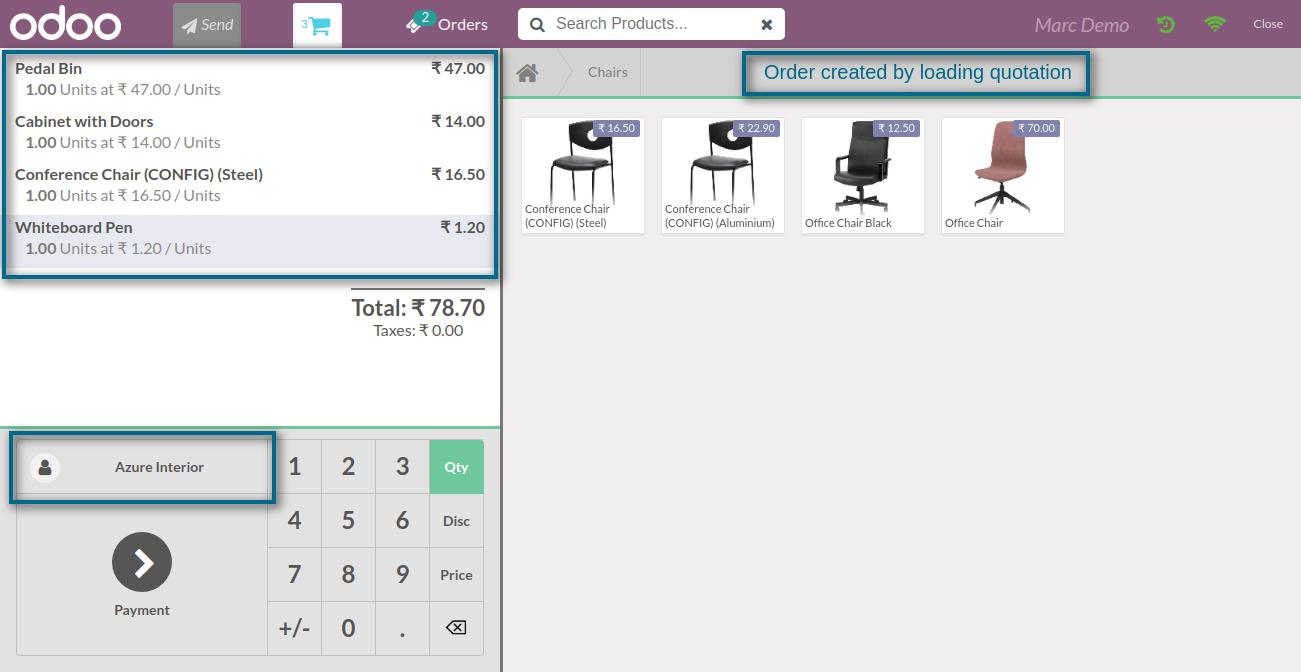 odoo
Send
3
2
Orders
Search Products...
Marc Demo
Close
Pedal Bin ₹ 47.00
1.00 Units at ₹ 47.00 / Units
Cabinet with Doors ₹ 14.00
1.00 Units at ₹ 14.00 / Units
Conference Chair (CONFIG) (Steel) ₹ 16.50
1.00 Units at ₹ 16.50 / Units
Whiteboard Pen ₹ 1.20
1.00 Units at ₹ 1.20 / Units
Total: ₹ 78.70
Taxes: ₹ 0.00
Azure Interior
Payment
1 2 3 Qty
4 5 6 Disc
7 8 9 Price
+/- 0 .
Chairs
Order created by loading quotation
₹ 16.50
Conference Chair
(CONFIG) (Steel)
₹ 22.90
Conference Chair
(CONFIG) (Aluminium)
₹ 12.50
Office Chair Black
₹ 70.00
Office Chair